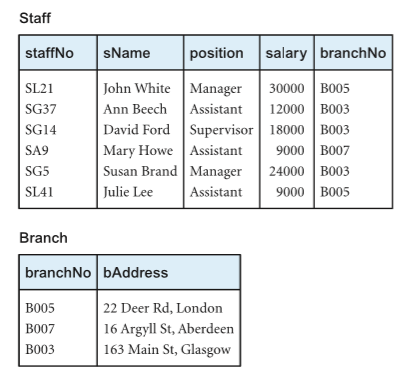 Staff
staffNo sName position salary branchNo
SL21 John White Manager 30000 B005
SG37 Ann Beech Assistant 12000 B003
SG14 David Ford Supervisor 18000 B003
SA9 Mary Howe Assistant 9000 B007
SG5 Susan Brand Manager 24000 B003
SL41 Julie Lee Assistant 9000 B005
Branch
branchNo bAddress
B005 22 Deer Rd, London
B007 16 Argyll St, Aberdeen
B003 163 Main St, Glasgow